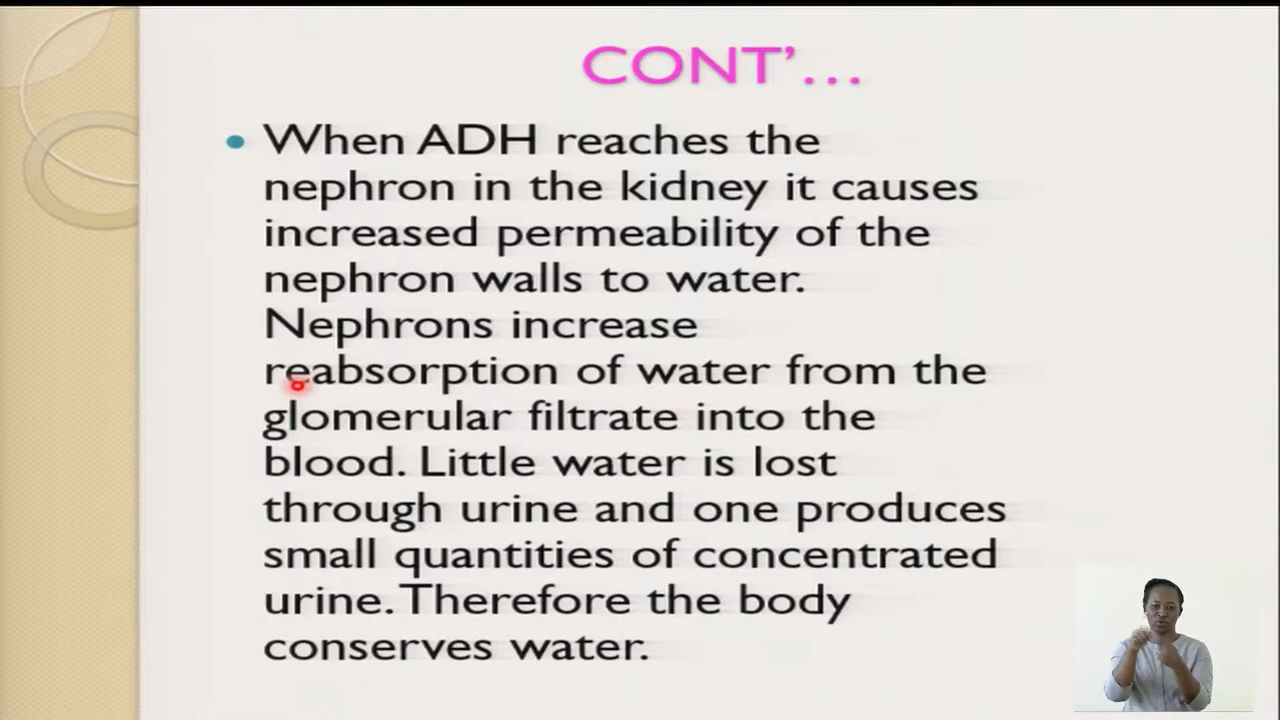 CONT'...
• When ADH reaches the
nephron in the kidney it causes
increased permeability of the
nephron walls to water.
Nephrons increase
reabsorption of water from the
glomerular filtrate into the
blood. Little water is lost
through urine and one produces
small quantities of concentrated
urine. Therefore the body
conserves water.